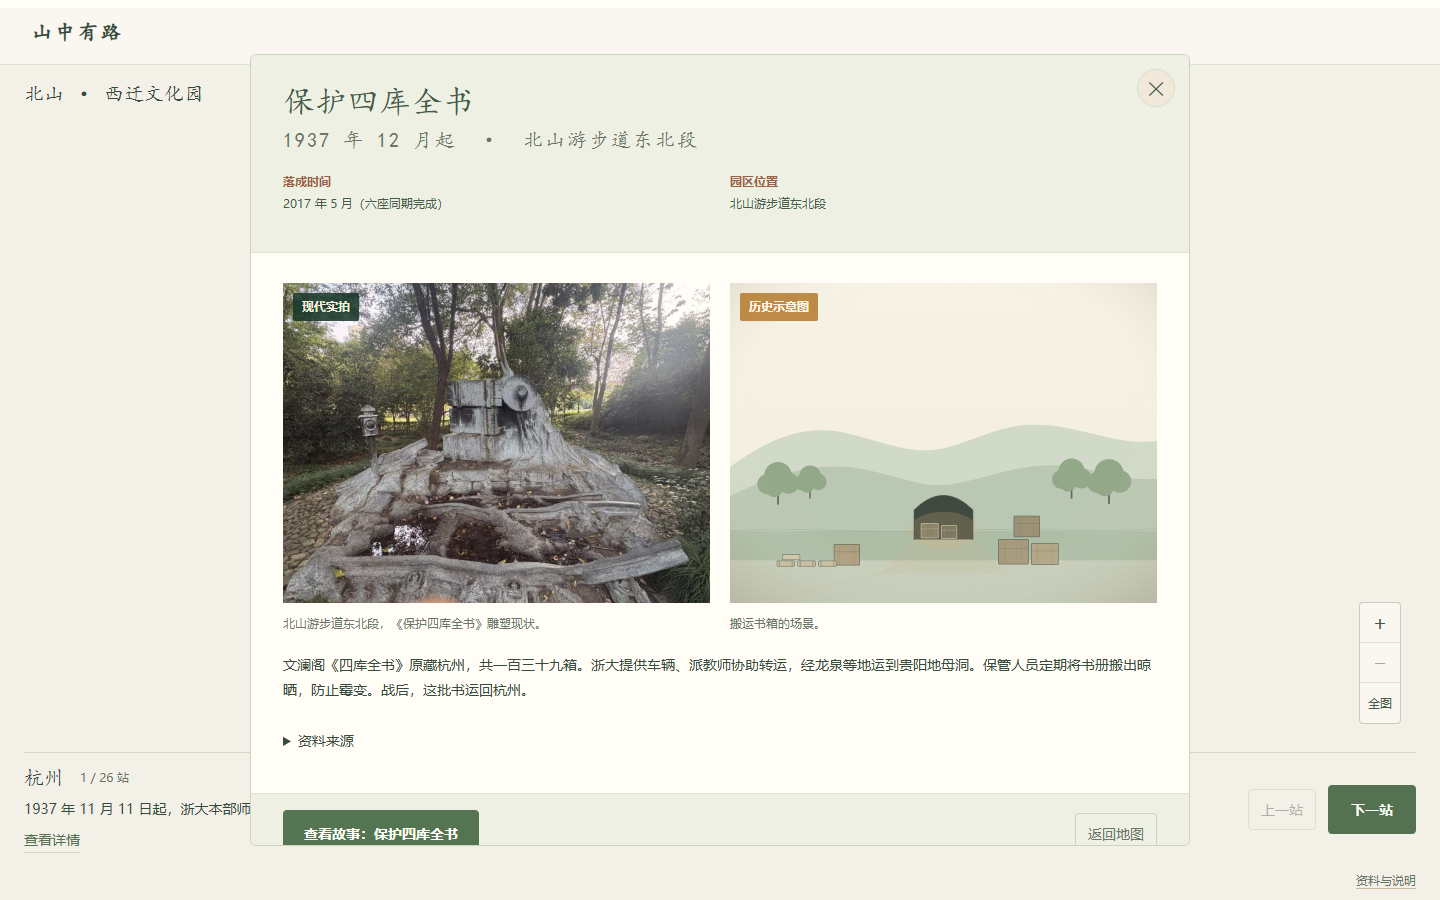 山中有路
北山 • 西迁文化园
保护四库全书
1937 年 12 月起 • 北山游步道东北段
落成时间
2017 年 5 月（六座同期完成）
园区位置
北山游步道东北段
现代实拍
历史示意图
北山游步道东北段，《保护四库全书》雕塑现状。
搬运书箱的场景。
文澜阁《四库全书》原藏杭州，共一百三十九箱。浙大提供车辆、派教师协助转运，经龙泉等地运到贵阳地母洞。保管人员定期将书册搬出晾
晒，防止霉变。战后，这批书运回杭州。
资料来源
查看故事：保护四库全书
返回地图
+
−
全图
杭州 1 / 26 站
1937 年 11 月 11 日起，浙大本部师
查看详情
上一站
下一站
资料与说明